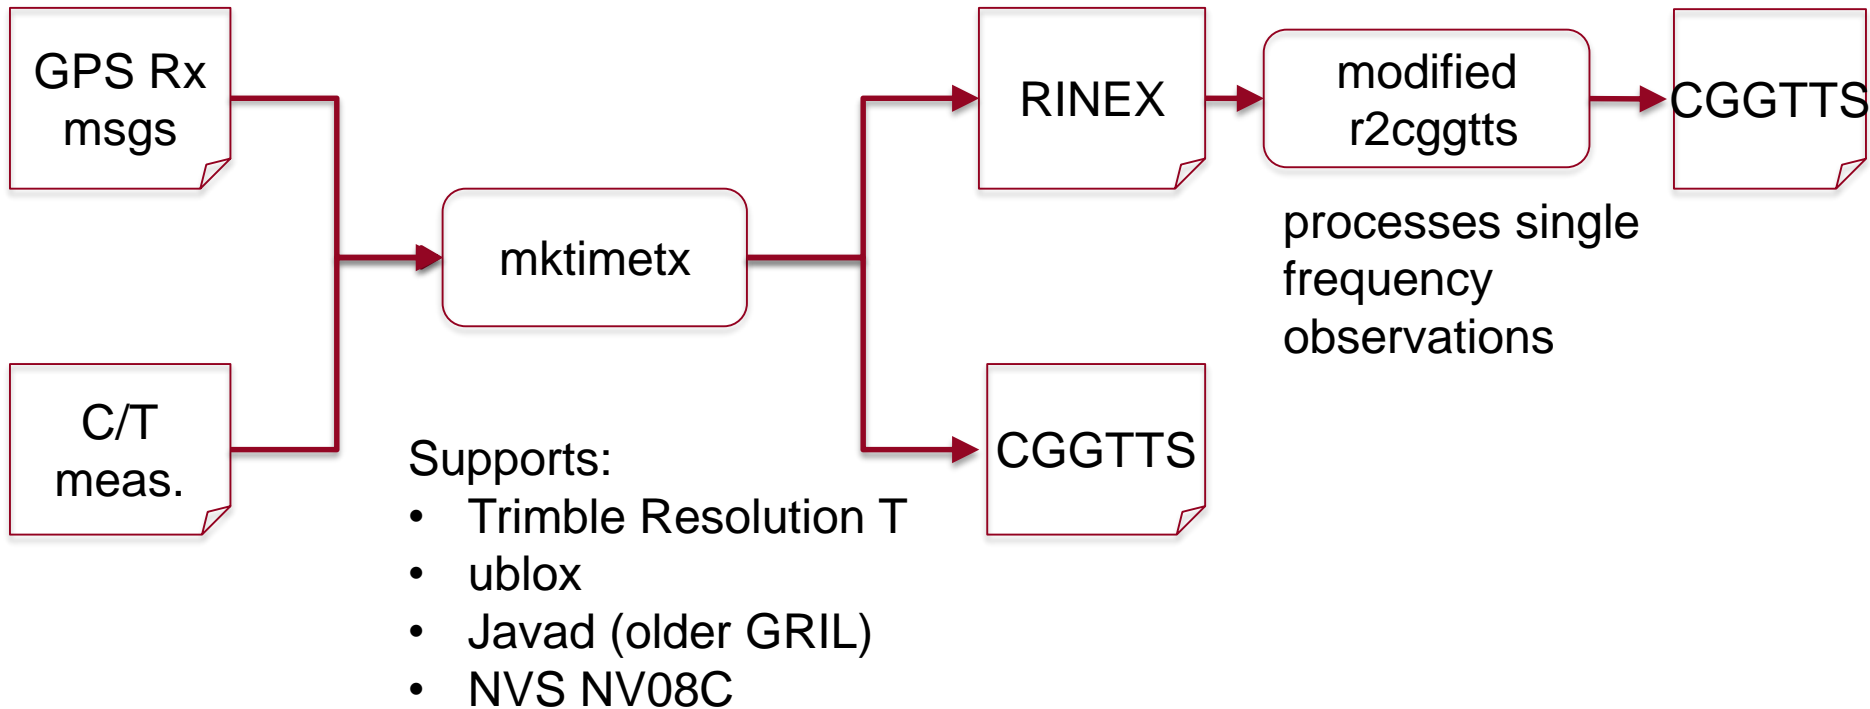 GPS Rx
msgs
RINEX
modified
r2cggtts
CGGTTS
mktimetx
processes single
frequency
observations
C/T
meas.
CGGTTS
Supports:
• Trimble Resolution T
• ublox
• Javad (older GRIL)
• NVS NV08C